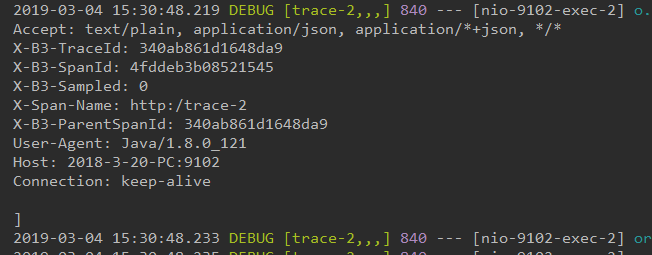 2019-03-04 15:30:48.219 DEBUG [trace-2,,,] 840 --- [nio-9102-exec-2] o.
Accept: text/plain, application/json, application/*+json, */*
X-B3-TraceId: 340ab861d1648da9
X-B3-SpanId: 4fddeb3b08521545
X-B3-Sampled: 0
X-Span-Name: http:/trace-2
X-B3-ParentSpanId: 340ab861d1648da9
User-Agent: Java/1.8.0_121
Host: 2018-3-20-PC:9102
Connection: keep-alive
]
2019-03-04 15:30:48.233 DEBUG [trace-2,,,] 840 --- [nio-9102-exec-2] or